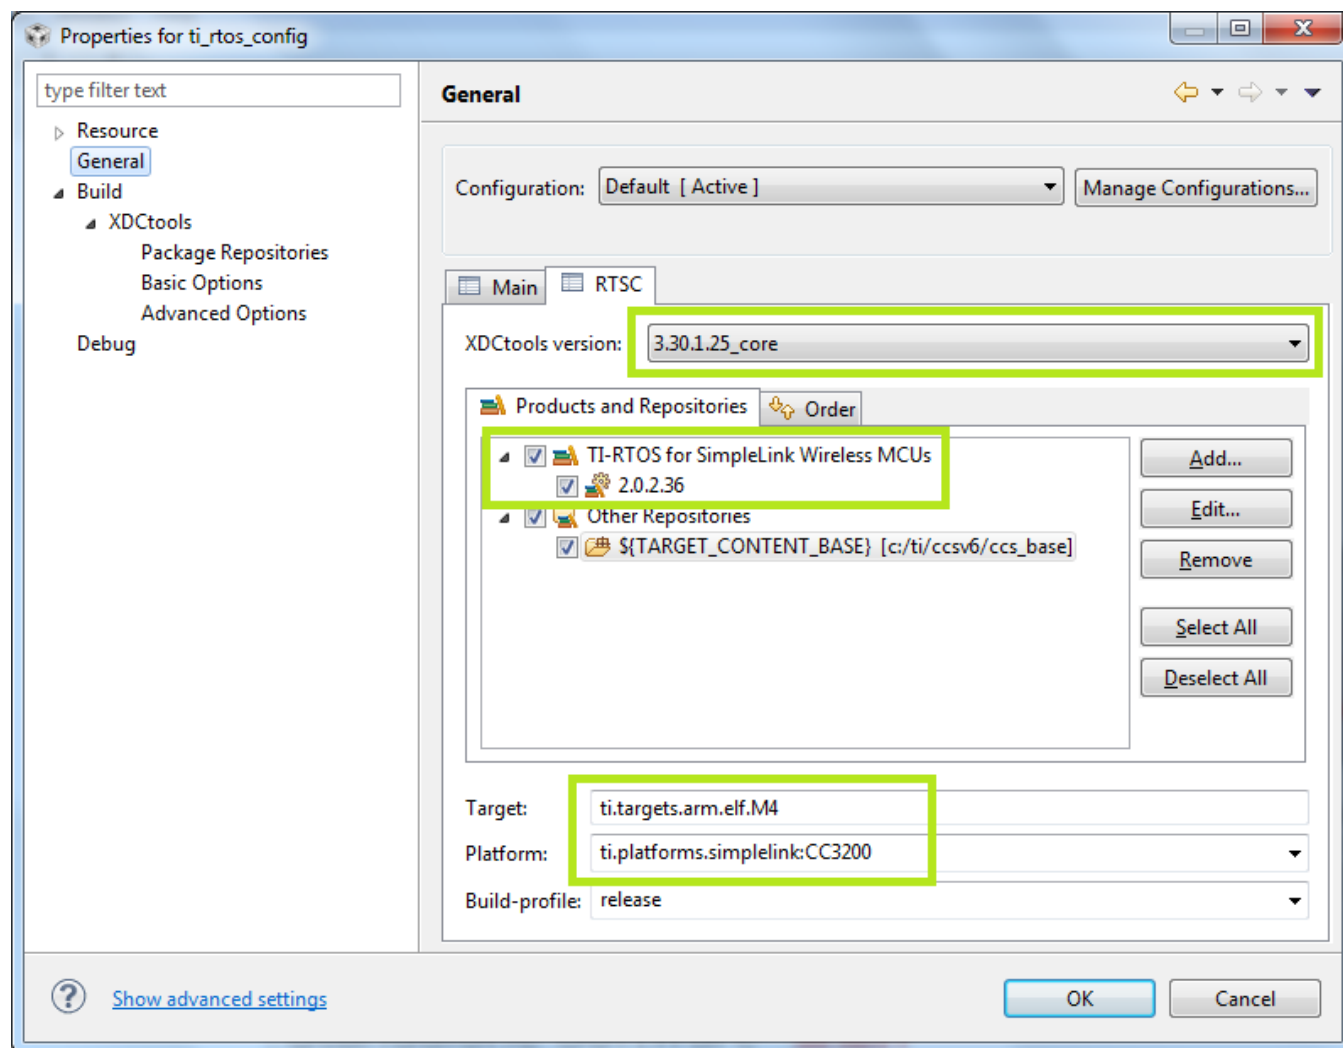 Properties for ti_rtos_config
type filter text
General
Resource
General
Build
XDCtools
Package Repositories
Basic Options
Advanced Options
Debug
Configuration: Default [ Active ] Manage Configurations...
Main RTSC
XDCtools version: 3.30.1.25_core
Products and Repositories Order
TI-RTOS for SimpleLink Wireless MCUs
2.0.2.36
Other Repositories
${TARGET_CONTENT_BASE} [c:/ti/ccsv6/ccs_base]
Add...
Edit...
Remove
Select All
Deselect All
Target: ti.targets.arm.elf.M4
Platform: ti.platforms.simplelink:CC3200
Build-profile: release
? Show advanced settings
OK Cancel